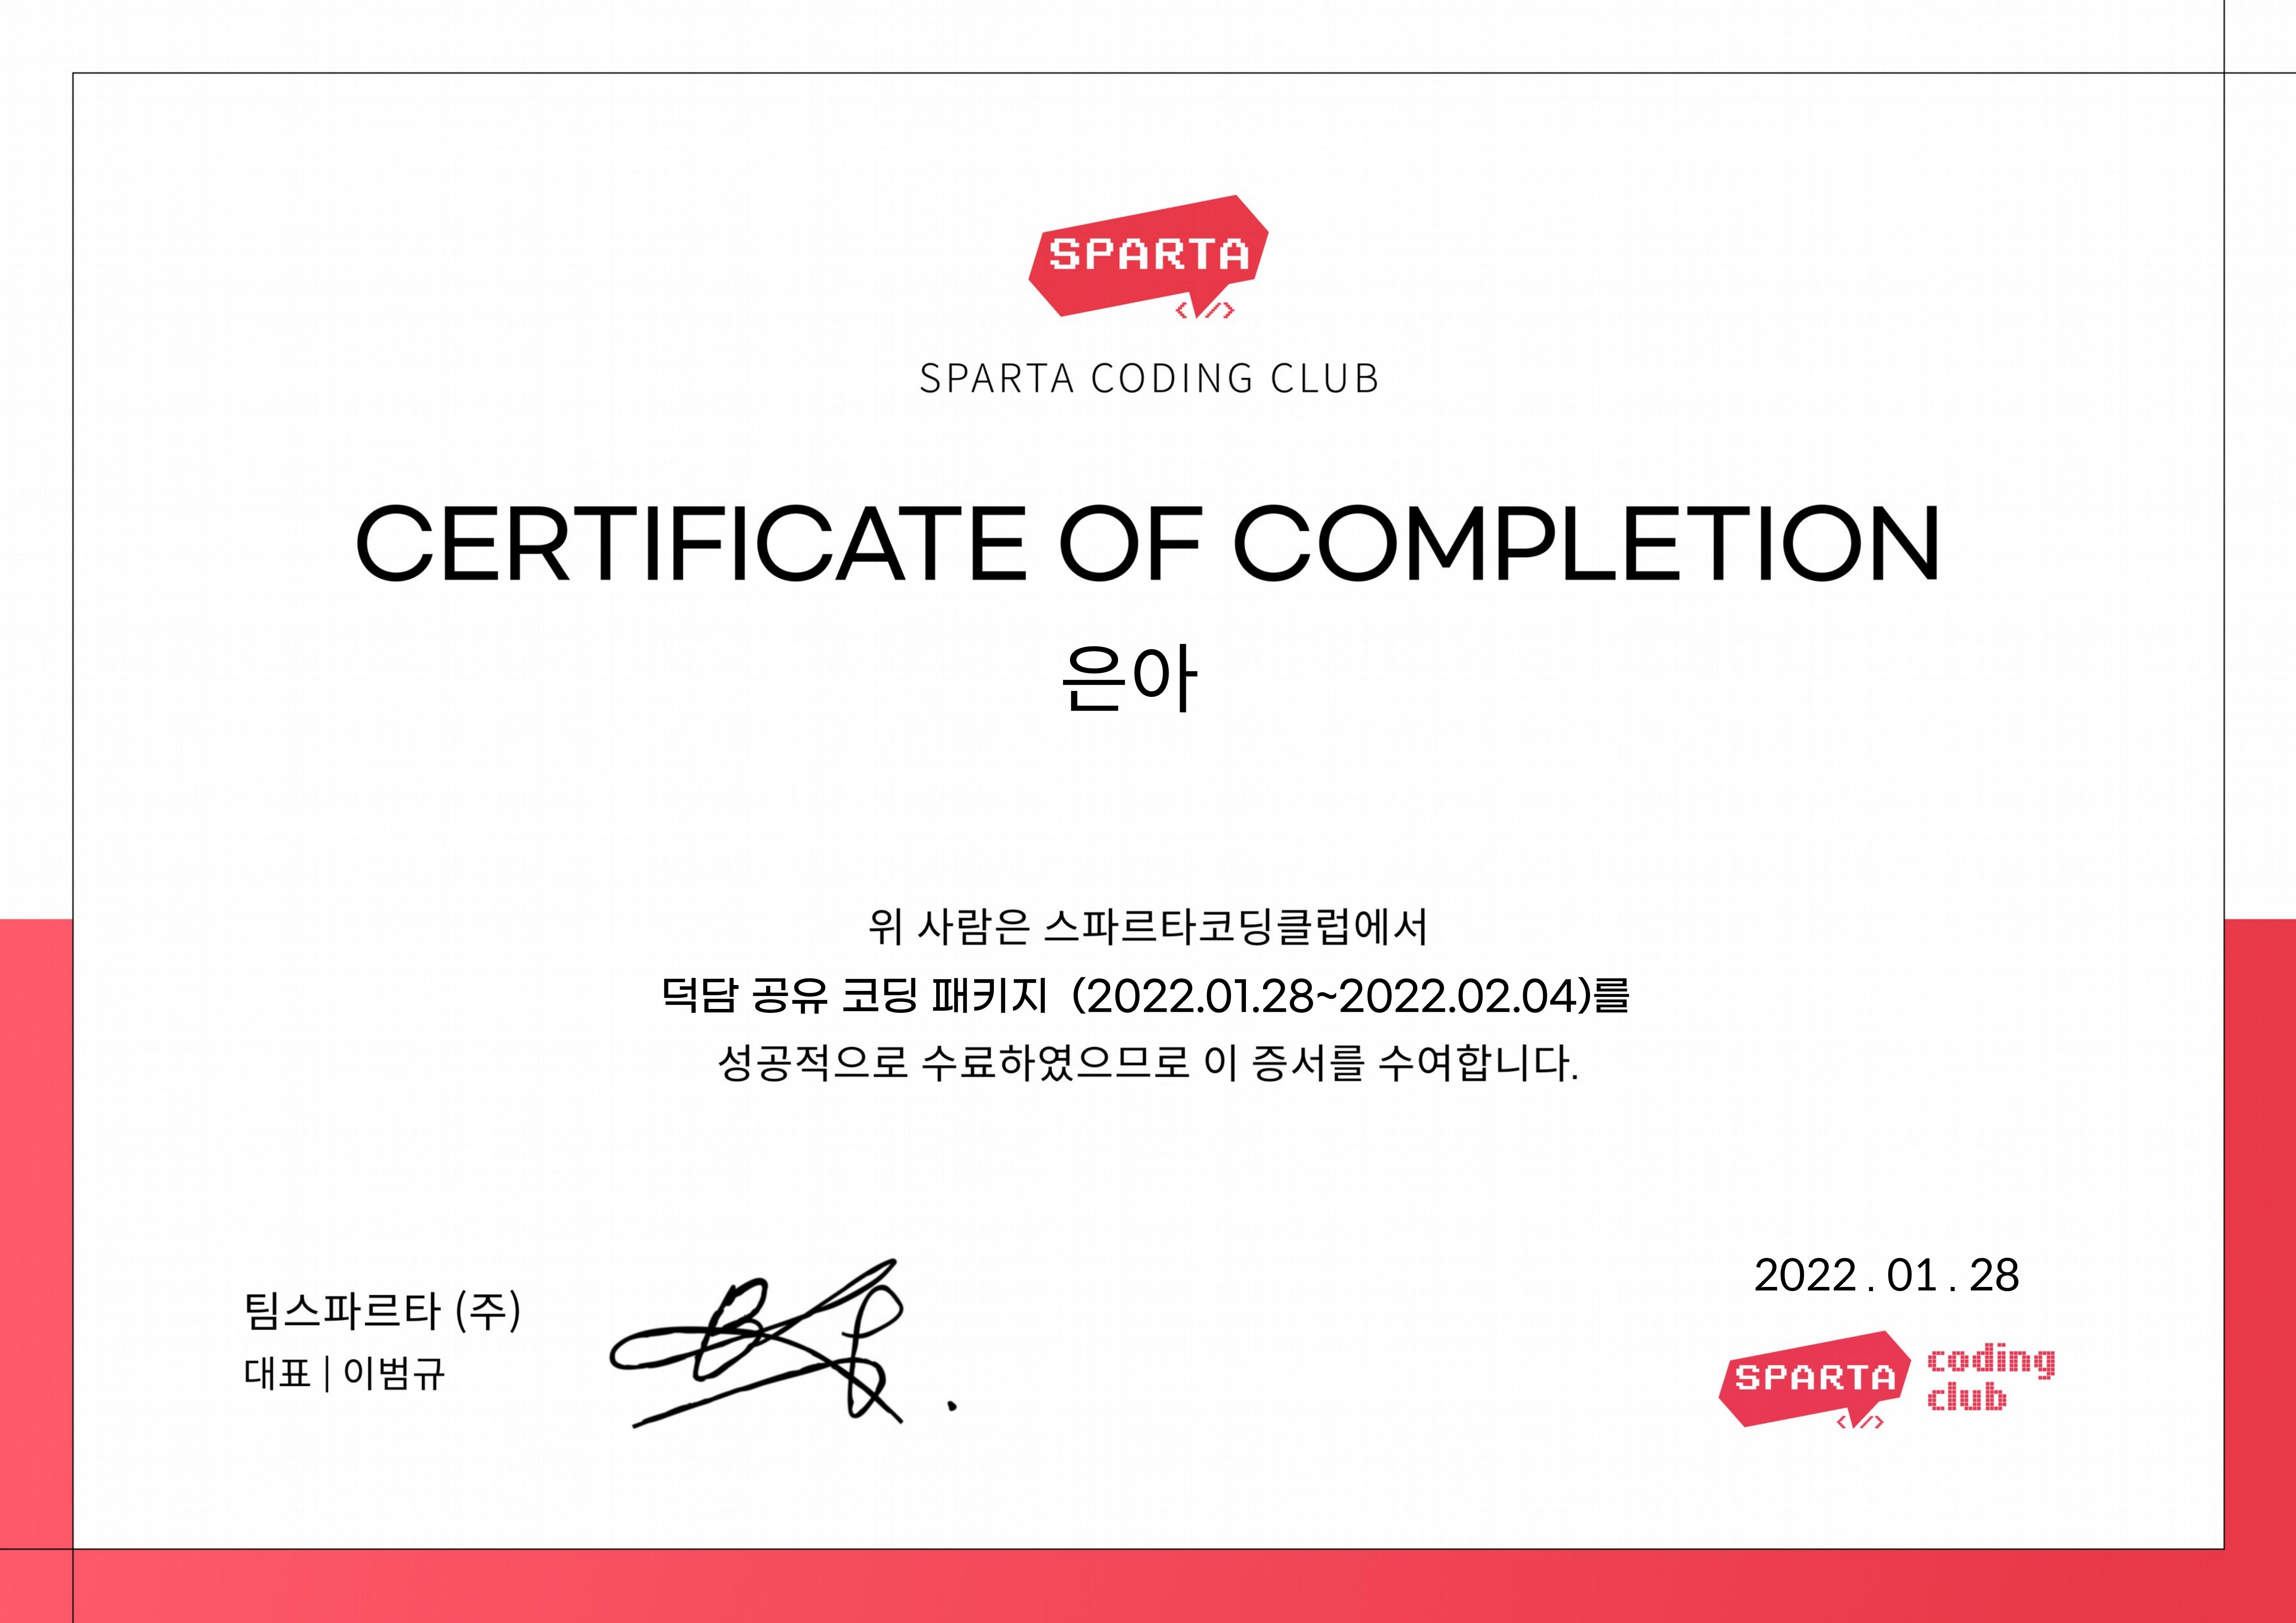 SPARTA
</>
SPARTA CODING CLUB
CERTIFICATE OF COMPLETION
은아
위 사람은 스파르타코딩클럽에서
덕담 공유 코딩 패키지 (2022.01.28~2022.02.04)를
성공적으로 수료하였으므로 이 증서를 수여합니다.
팀스파르타 (주)
대표 | 이범규
2022 . 01 . 28
SPARTA
</>
coding
club